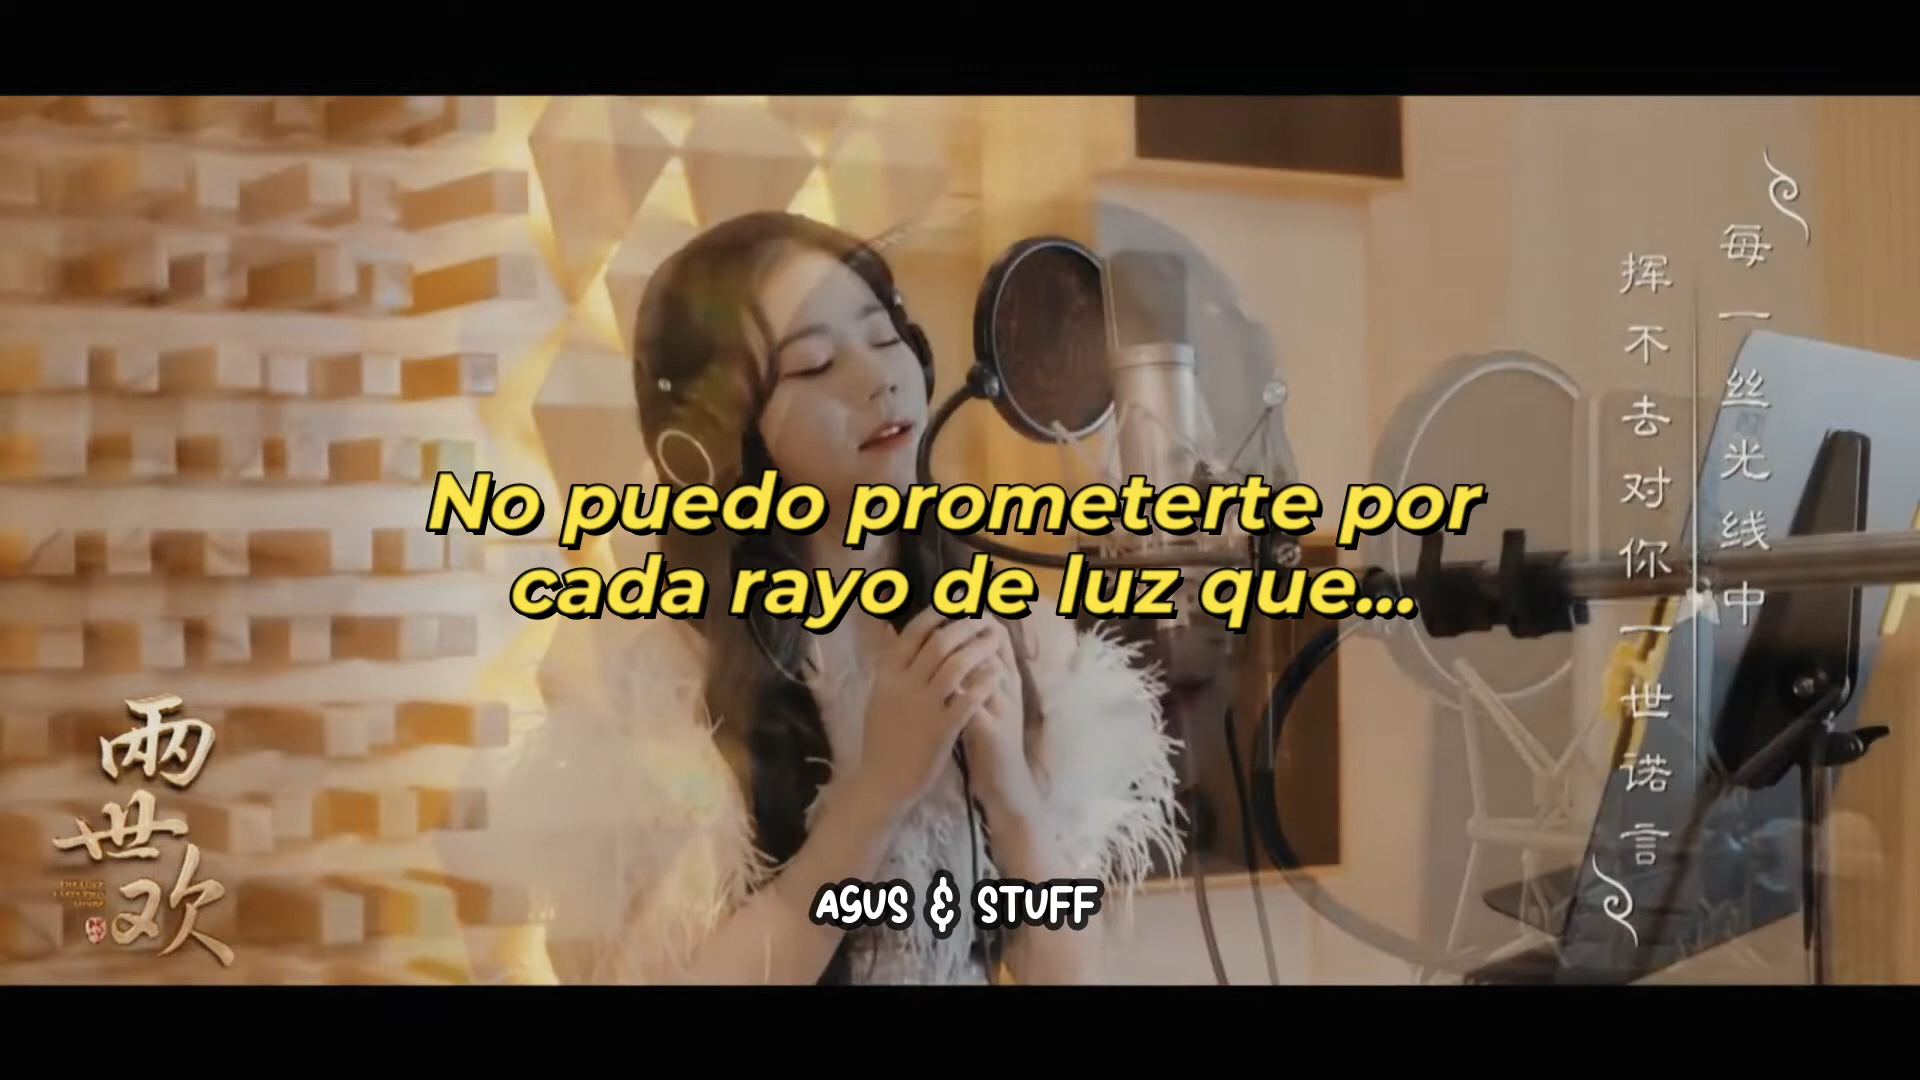 每一丝光线中
挥不去对你一世诺言
No puedo prometerte por
cada rayo de luz que...
两世欢
AGUS & STUFF